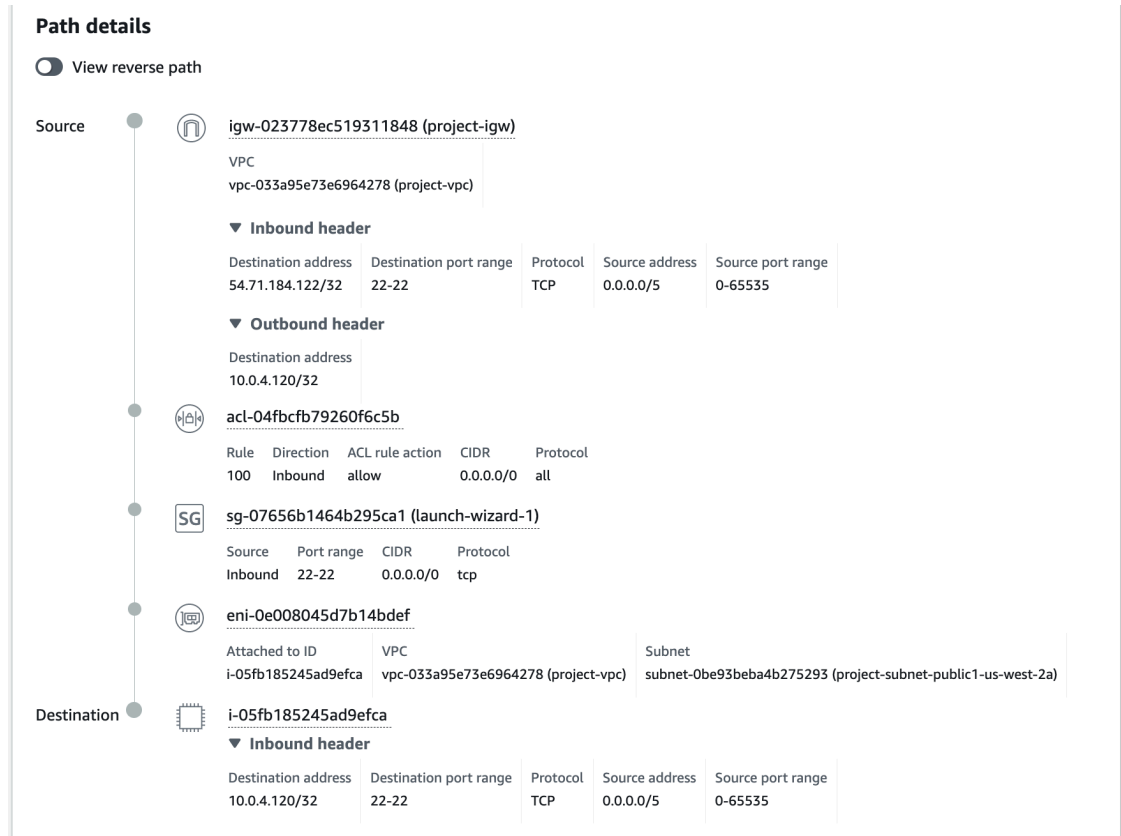 Path details
View reverse path
Source
igw-023778ec519311848 (project-igw)
VPC
vpc-033a95e73e6964278 (project-vpc)
▼ Inbound header
Destination address Destination port range Protocol Source address Source port range
54.71.184.122/32 22-22 TCP 0.0.0.0/5 0-65535
▼ Outbound header
Destination address
10.0.4.120/32
acl-04fbcfb79260f6c5b
Rule Direction ACL rule action CIDR Protocol
100 Inbound allow 0.0.0.0/0 all
SG sg-07656b1464b295ca1 (launch-wizard-1)
Source Port range CIDR Protocol
Inbound 22-22 0.0.0.0/0 tcp
eni-0e008045d7b14bdef
Attached to ID VPC Subnet
i-05fb185245ad9efca vpc-033a95e73e6964278 (project-vpc) subnet-0be93beba4b275293 (project-subnet-public1-us-west-2a)
Destination i-05fb185245ad9efca
▼ Inbound header
Destination address Destination port range Protocol Source address Source port range
10.0.4.120/32 22-22 TCP 0.0.0.0/5 0-65535